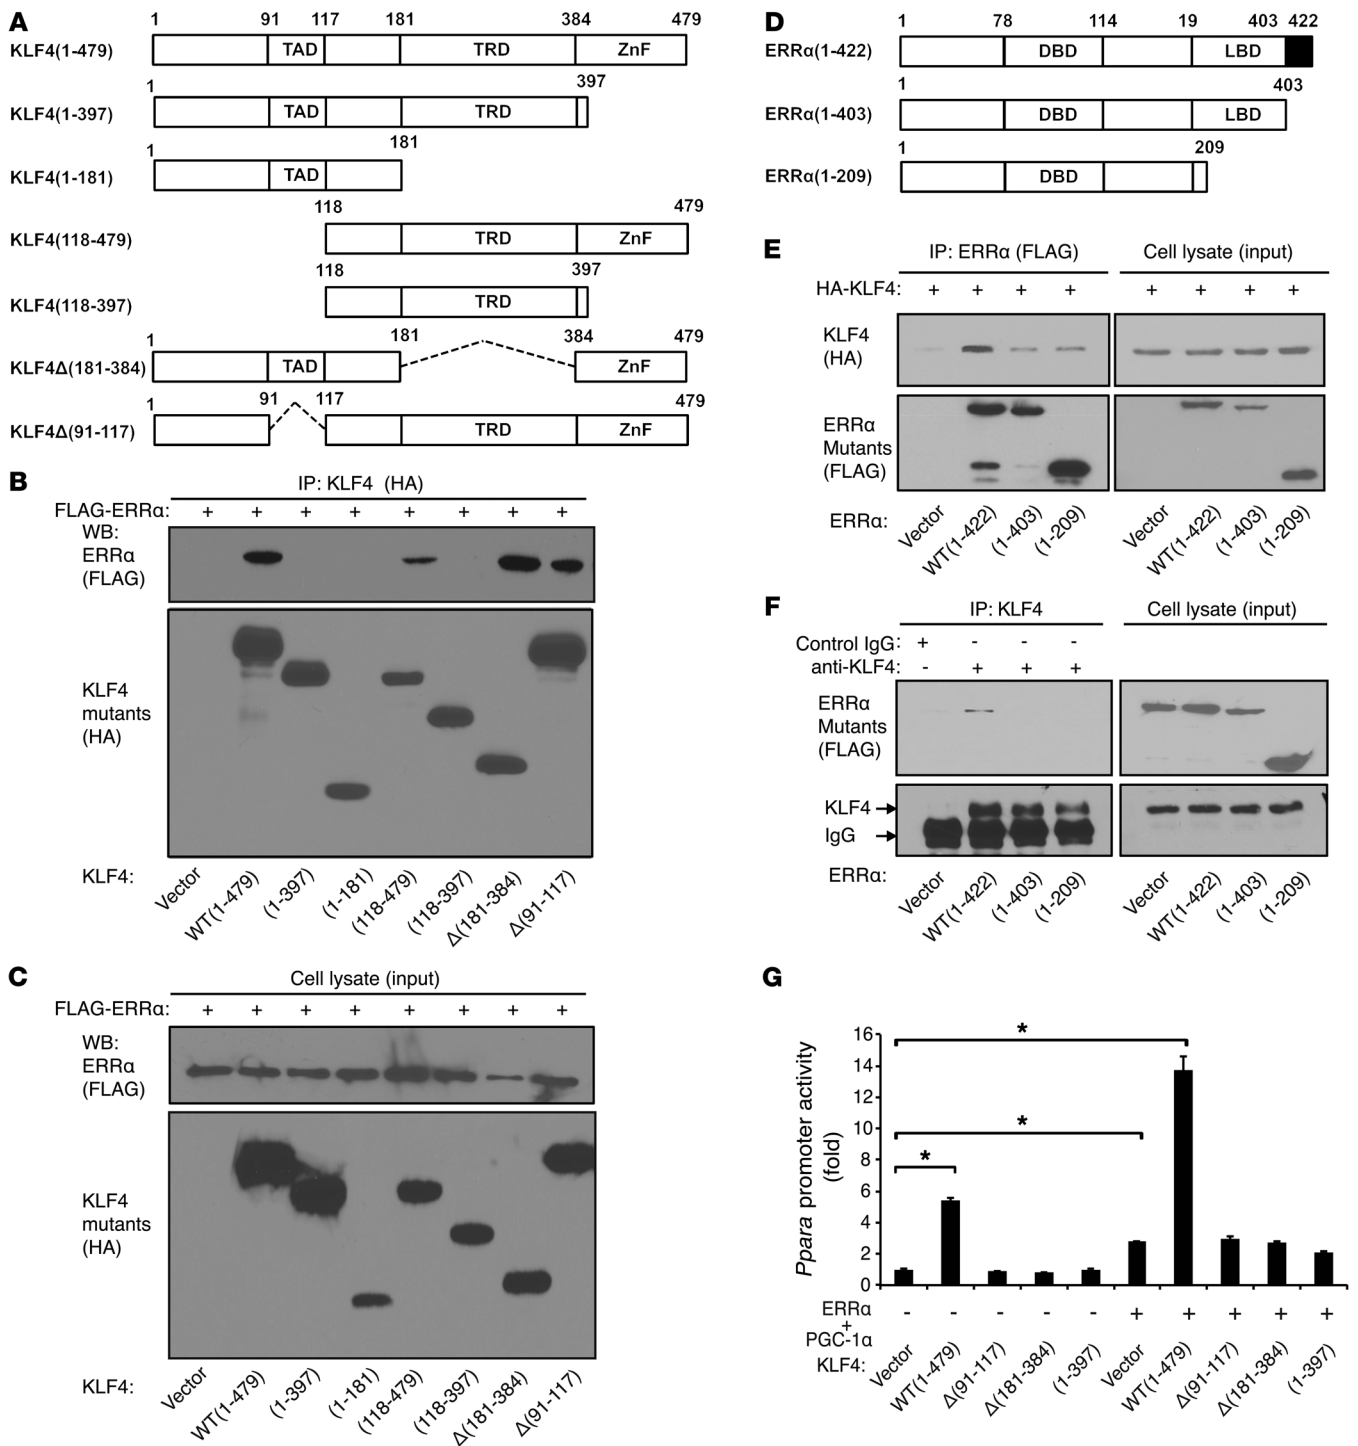 A
1 91 117 181 384 479
KLF4(1-479) TAD TRD ZnF
1 397
KLF4(1-397) TAD TRD
1 181
KLF4(1-181) TAD
118 479
KLF4(118-479) TRD ZnF
118 397
KLF4(118-397) TRD
1 181 384 479
KLF4Δ(181-384) TAD ZnF
1 91 117 479
KLF4Δ(91-117) TRD ZnF
B
IP: KLF4 (HA)
FLAG-ERRα: + + + + + + + +
WB:
ERRα
(FLAG)
KLF4
mutants
(HA)
KLF4: Vector WT(1-479) (1-397) (1-181) (118-479) (118-397) Δ(181-384) Δ(91-117)
C
Cell lysate (input)
FLAG-ERRα: + + + + + + + +
WB:
ERRα
(FLAG)
KLF4
mutants
(HA)
KLF4: Vector WT(1-479) (1-397) (1-181) (118-479) (118-397) Δ(181-384) Δ(91-117)
D
1 78 114 19 403 422
ERRα(1-422) DBD LBD
1 403
ERRα(1-403) DBD LBD
1 209
ERRα(1-209) DBD
E
IP: ERRα (FLAG) Cell lysate (input)
HA-KLF4: + + + + + + + +
KLF4
(HA)
ERRα
Mutants
(FLAG)
ERRα: Vector WT(1-422) (1-403) (1-209) Vector WT(1-422) (1-403) (1-209)
F
IP: KLF4 Cell lysate (input)
Control IgG: + - - -
anti-KLF4: - + + +
ERRα
Mutants
(FLAG)
KLF4
IgG
ERRα: Vector WT(1-422) (1-403) (1-209) Vector WT(1-422) (1-403) (1-209)
G
Ppara promoter activity
(fold)
16
14
12
10
8
6
4
2
0
*
*
*
ERRα - - - - - + + + + +
+
PGC-1α
KLF4: Vector WT(1-479) Δ(91-117) Δ(181-384) (1-397) Vector WT(1-479) Δ(91-117) Δ(181-384) (1-397)